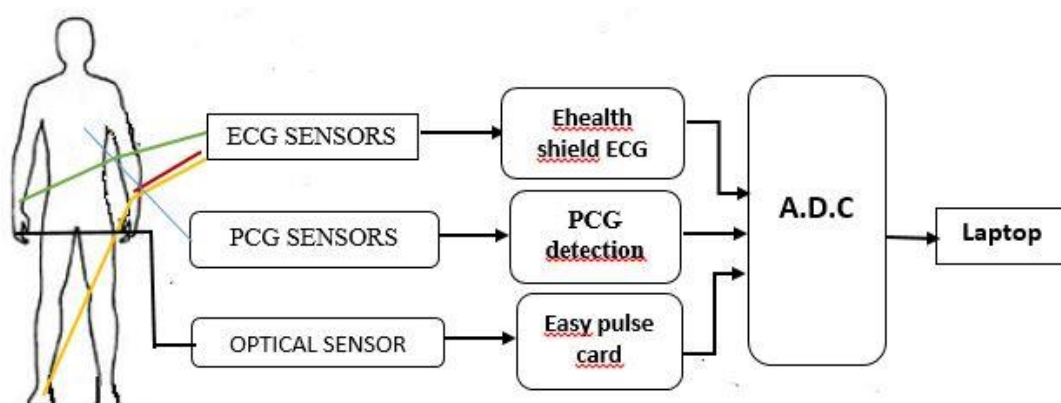 ECG SENSORS
Ehealth
shield ECG
PCG SENSORS
PCG
detection
OPTICAL SENSOR
Easy pulse
card
A.D.C
Laptop